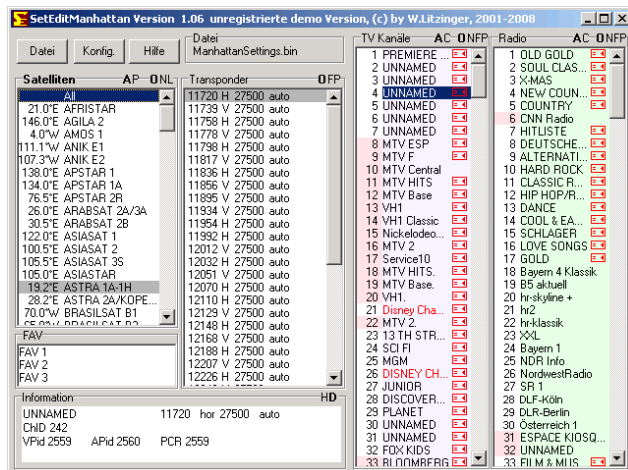 SetEditManhattan Version 1.06 unregistrierte demo Version, (c) by W.Litzinger, 2001-2008
Datei Konfig. Hilfe
Datei
ManhattanSettings.bin
Satelliten AP - ONL
All
21.0°E AFRISTAR
146.0°E AGILA 2
4.0°W AMOS 1
111.1°W ANIK E1
107.3°W ANIK E2
138.0°E APSTAR 1
134.0°E APSTAR 1A
76.5°E APSTAR 2R
26.0°E ARABSAT 2A/3A
30.5°E ARABSAT 2B
122.0°E ASIASAT 1
100.5°E ASIASAT 2
105.5°E ASIASAT 3S
105.0°E ASIASTAR
19.2°E ASTRA 1A-1H
28.2°E ASTRA 2A/KOPE...
70.0°W BRASILSAT B1
FAV
FAV 1
FAV 2
FAV 3
Transponder OFP
11720 H 27500 auto
11739 V 27500 auto
11758 H 27500 auto
11778 V 27500 auto
11798 H 27500 auto
11817 V 27500 auto
11836 H 27500 auto
11856 V 27500 auto
11895 V 27500 auto
11934 V 27500 auto
11954 H 27500 auto
11992 H 27500 auto
12012 V 27500 auto
12032 H 27500 auto
12051 V 27500 auto
12070 H 27500 auto
12110 H 27500 auto
12129 V 27500 auto
12148 H 27500 auto
12168 V 27500 auto
12188 H 27500 auto
12207 V 27500 auto
12226 H 27500 auto
Information HD
UNNAMED 11720 hor 27500 auto
ChID 242
VPid 2559 APid 2560 PCR 2559
TV Kanäle AC - ONFP
1 PREMIERE ...
2 UNNAMED
3 UNNAMED
4 UNNAMED
5 UNNAMED
6 UNNAMED
7 UNNAMED
8 MTV ESP
9 MTV F
10 MTV Central
11 MTV HITS
12 MTV Base
13 VH1
14 VH1 Classic
15 Nickelodeo...
16 MTV 2
17 Service10
18 MTV HITS.
19 MTV Base.
20 VH1.
21 Disney Cha...
22 MTV 2.
23 13 TH STR...
24 SCI FI
25 MGM
26 DISNEY CH...
27 JUNIOR
28 DISCOVER...
29 PLANET
30 UNNAMED
31 UNNAMED
32 FOX KIDS
33 BLOOMBERG
Radio AC - ONFP
1 OLD GOLD
2 SOUL CLAS...
3 X-MAS
4 NEW COUN...
5 COUNTRY
6 CNN Radio
7 HITLISTE
8 DEUTSCHE...
9 ALTERNATI...
10 HARD ROCK
11 CLASSIC R...
12 HIP HOP/R...
13 DANCE
14 COOL & EA...
15 SCHLAGER
16 LOVE SONGS
17 GOLD
18 Bayern 4 Klassik
19 B5 aktuell
20 hr-skyline +
21 hr2
22 hr-klassik
23 XXL
24 Bayern 1
25 NDR Info
26 NordwestRadio
27 SR 1
28 DLF-Köln
29 DLR-Berlin
30 Österreich 1
31 ESPACE KIOSQ...
32 UNNAMED
33 FILM & MUS...